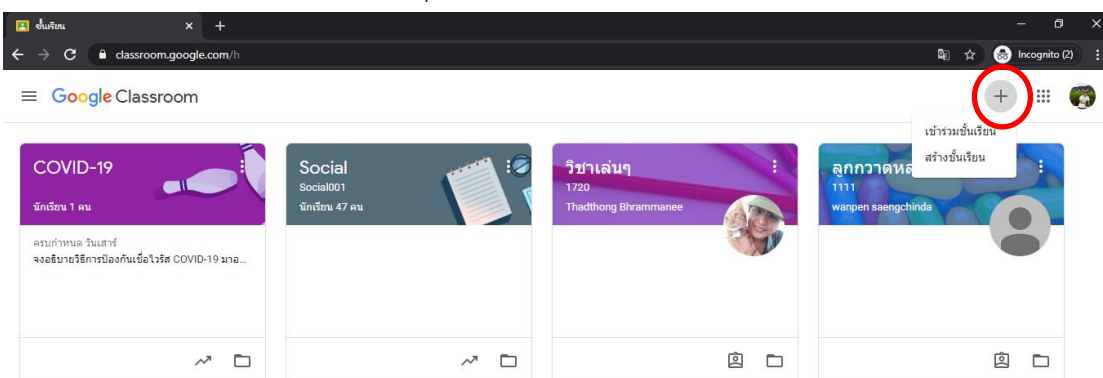 ชั้นเรียน
classroom.google.com/h
Incognito (2)
Google Classroom
เข้าร่วมชั้นเรียน
สร้างชั้นเรียน
COVID-19
นักเรียน 1 คน
ครบกำหนด วันเสาร์
จงอธิบายวิธีการป้องกันเชื้อไวรัส COVID-19 มาอ...
Social
Social001
นักเรียน 47 คน
วิชาเล่นๆ
1720
Thadthong Bhrammanee
ลูกกวาดห
1111
wanpen saengchinda